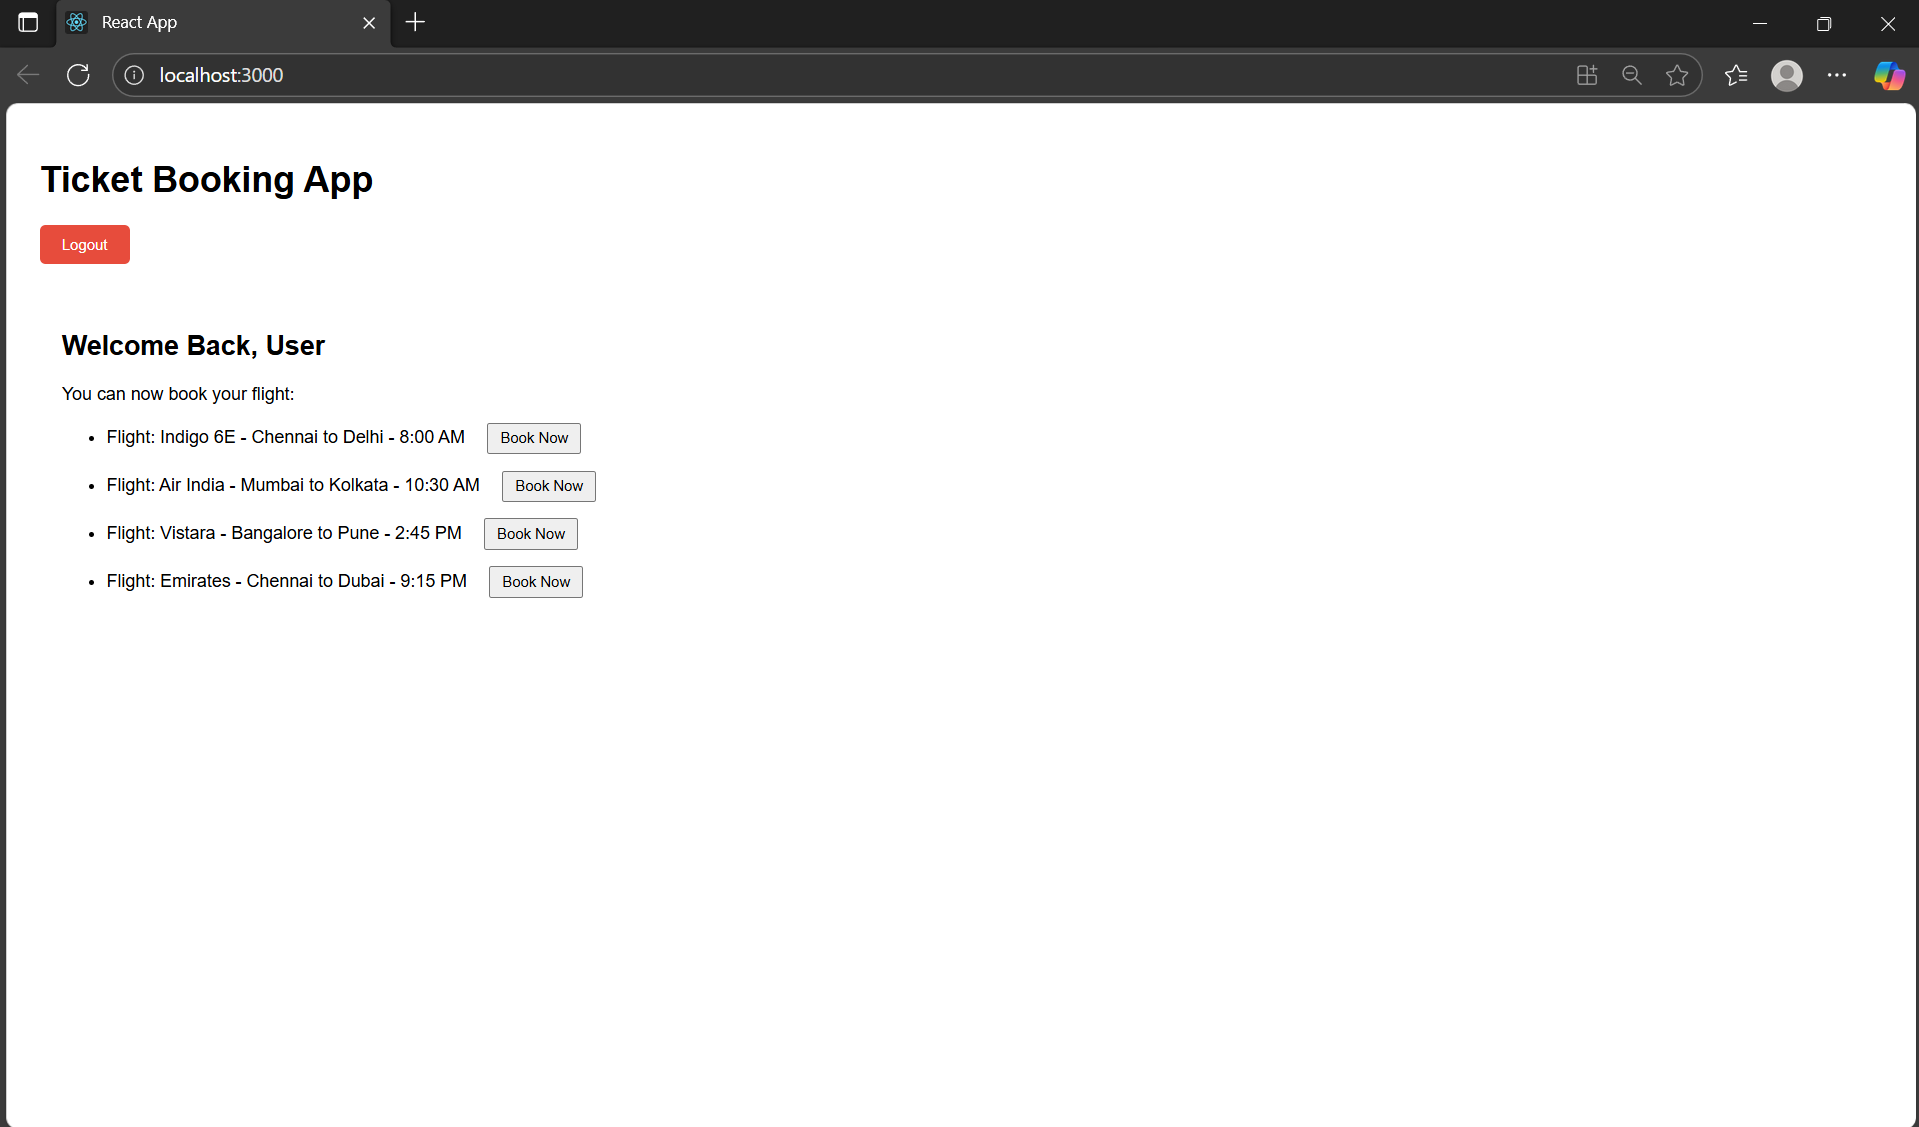 React App
localhost:3000
Ticket Booking App
Logout
Welcome Back, User
You can now book your flight:
Flight: Indigo 6E - Chennai to Delhi - 8:00 AM Book Now
Flight: Air India - Mumbai to Kolkata - 10:30 AM Book Now
Flight: Vistara - Bangalore to Pune - 2:45 PM Book Now
Flight: Emirates - Chennai to Dubai - 9:15 PM Book Now